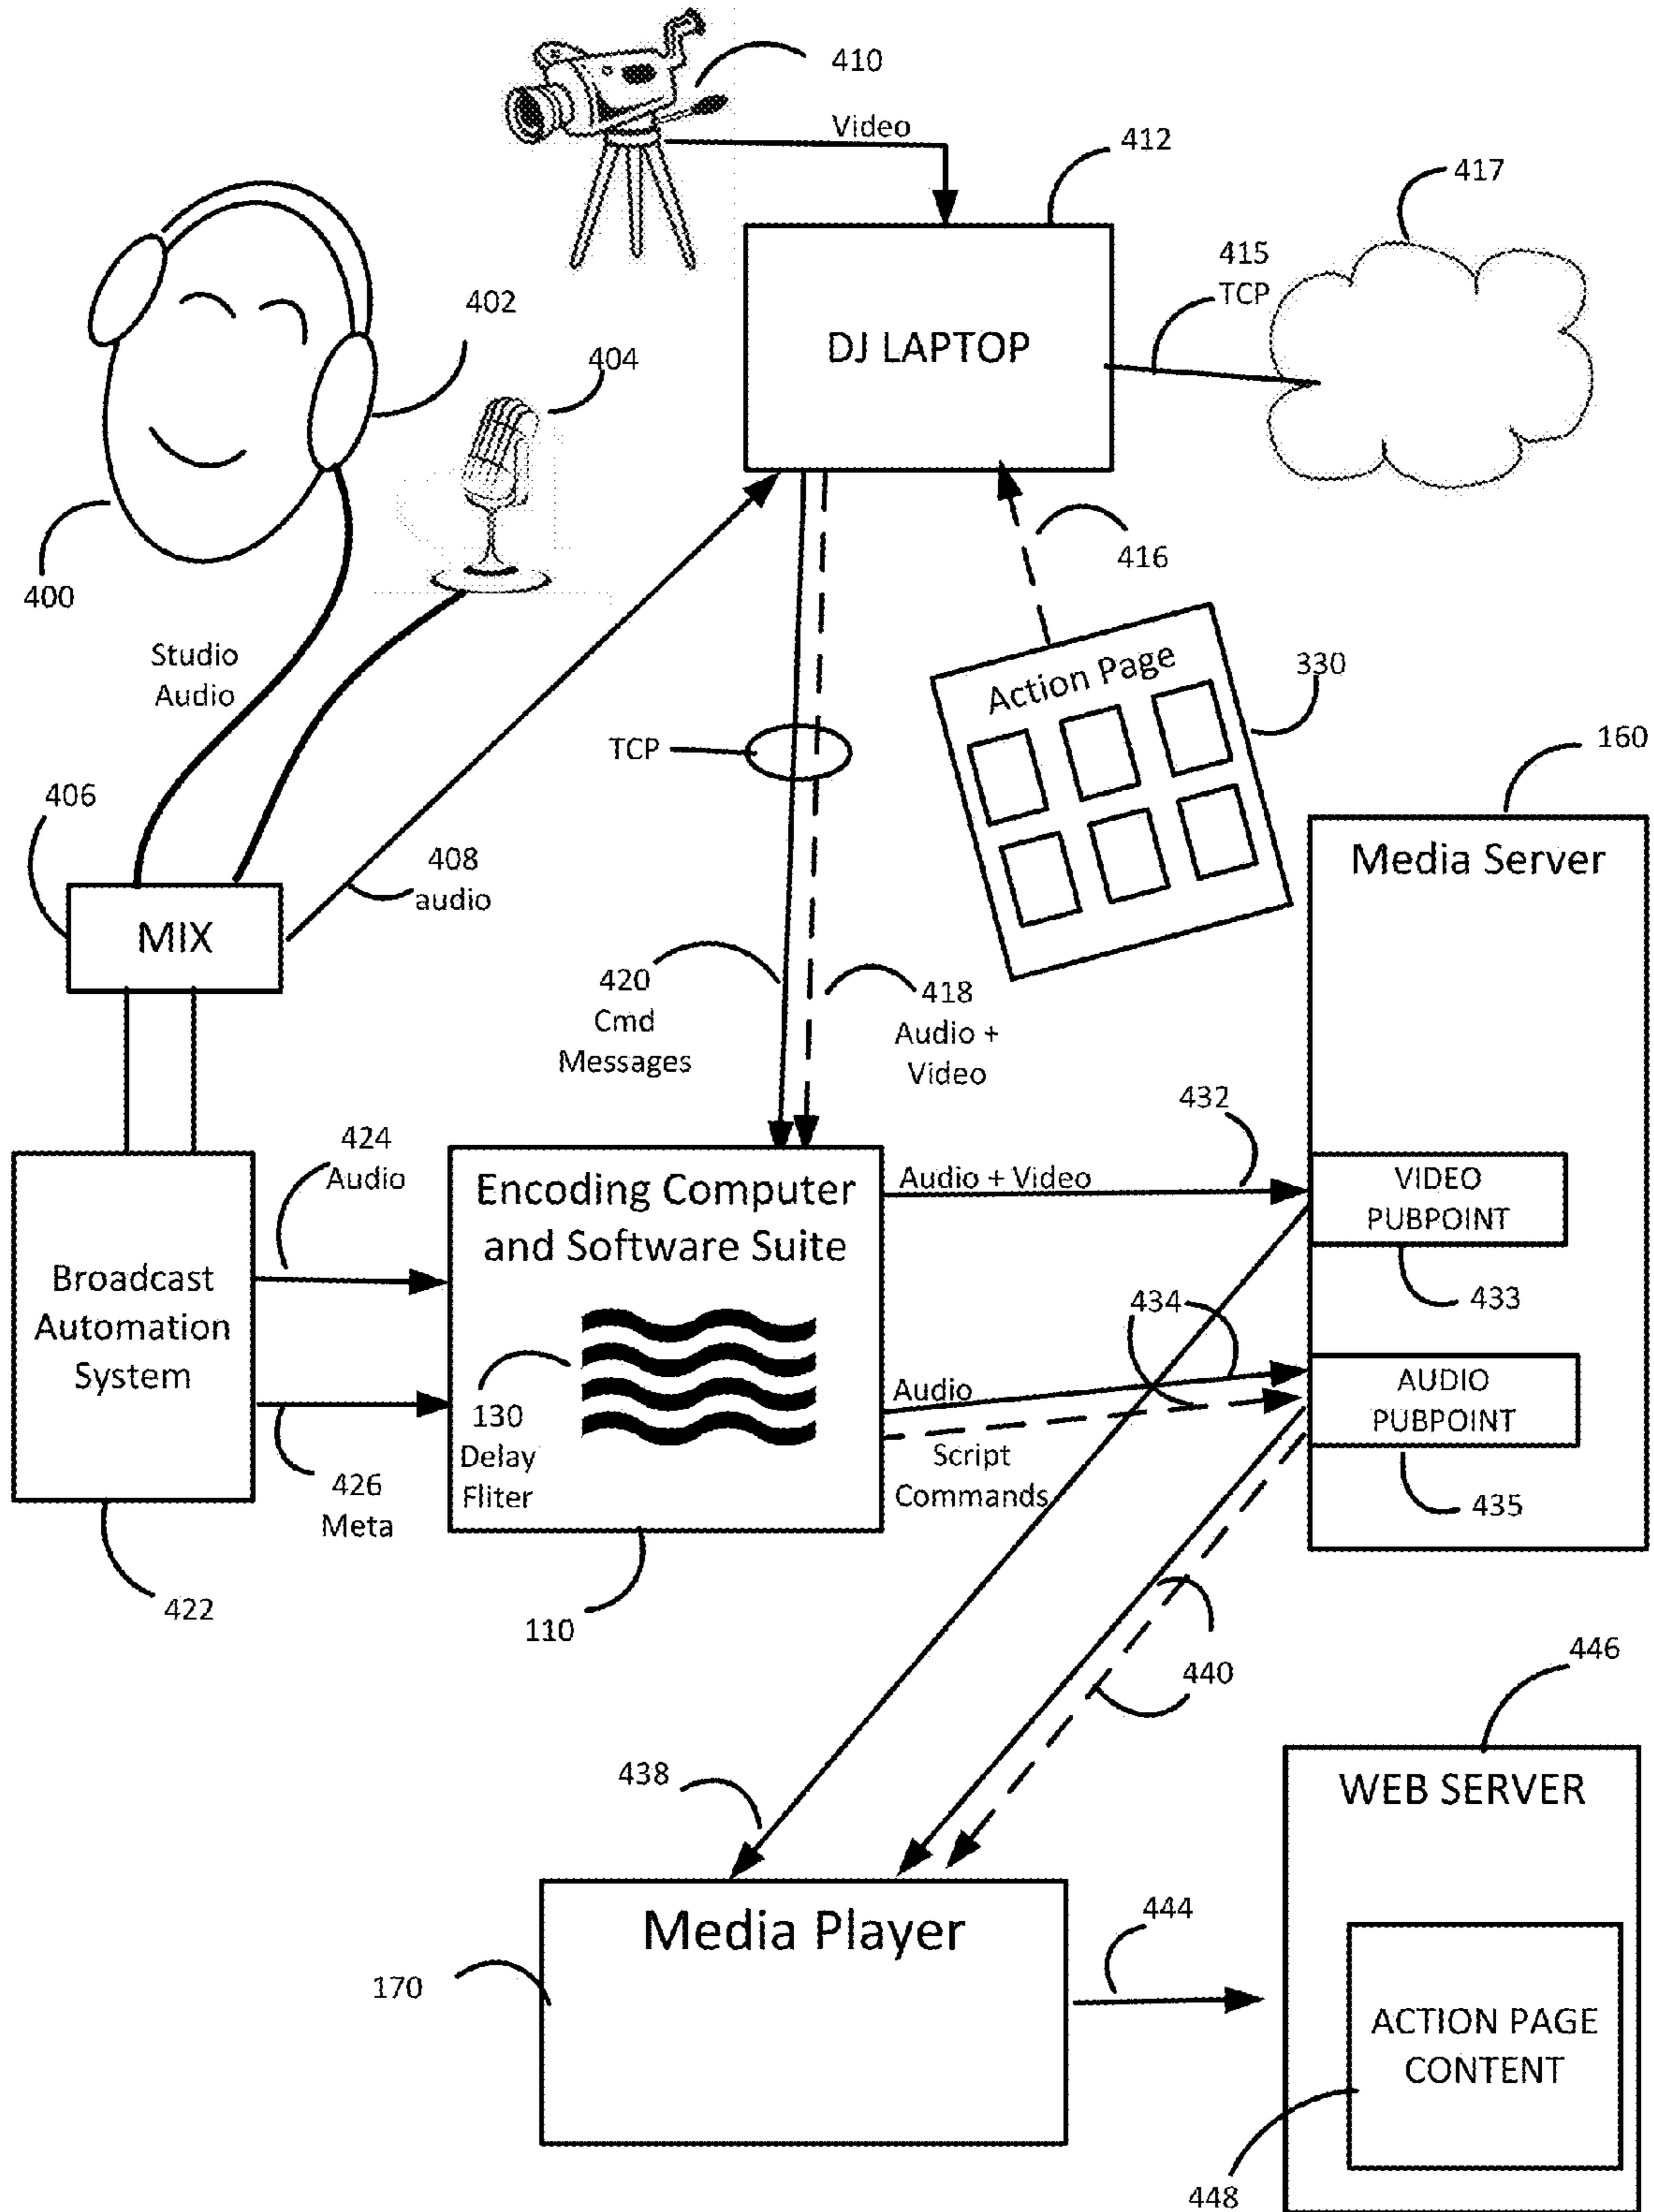 410
Video
412
417
415
TCP
DJ LAPTOP
402
404
416
400
Studio
Audio
Action Page
330
TCP
160
Media Server
406
408
audio
MIX
420
Cmd
Messages
418
Audio +
Video
432
424
Audio
Encoding Computer
and Software Suite
Audio + Video
VIDEO
PUBPOINT
433
Broadcast
Automation
System
434
130
Delay
Fliter
Audio
AUDIO
PUBPOINT
Script
Commands
435
426
Meta
422
110
446
440
438
WEB SERVER
Media Player
444
170
ACTION PAGE
CONTENT
448